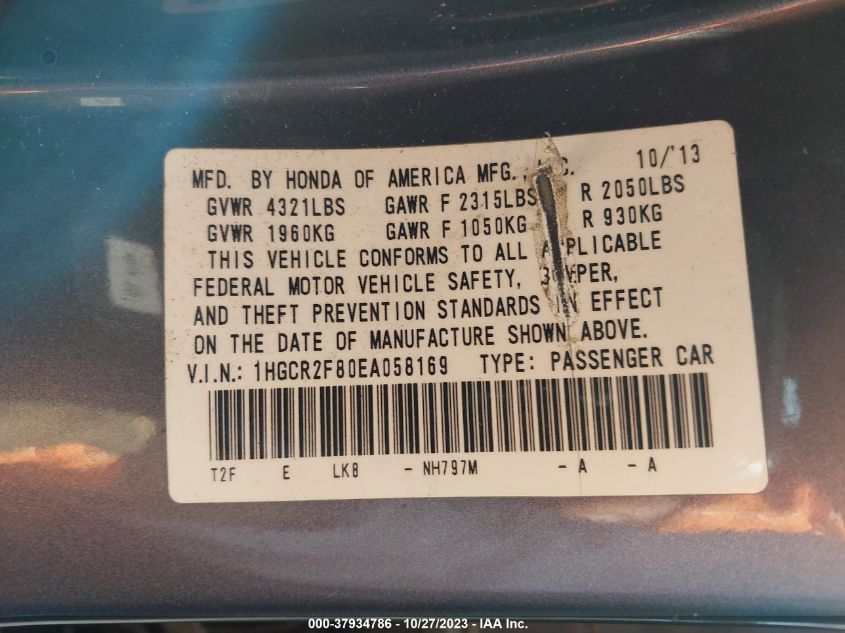 MFD. BY HONDA OF AMERICA MFG. 10/'13
GVWR 4321LBS GAWR F 2315LBS R 2050LBS
GVWR 1960KG GAWR F 1050KG R 930KG
THIS VEHICLE CONFORMS TO ALL APPLICABLE
FEDERAL MOTOR VEHICLE SAFETY,
AND THEFT PREVENTION STANDARDS IN EFFECT
ON THE DATE OF MANUFACTURE SHOWN ABOVE.
V.I.N.: 1HGCR2F80EA058169 TYPE: PASSENGER CAR
T2F E LK8 - NH797M - A - A
000-37934786 - 10/27/2023 - IAA Inc.